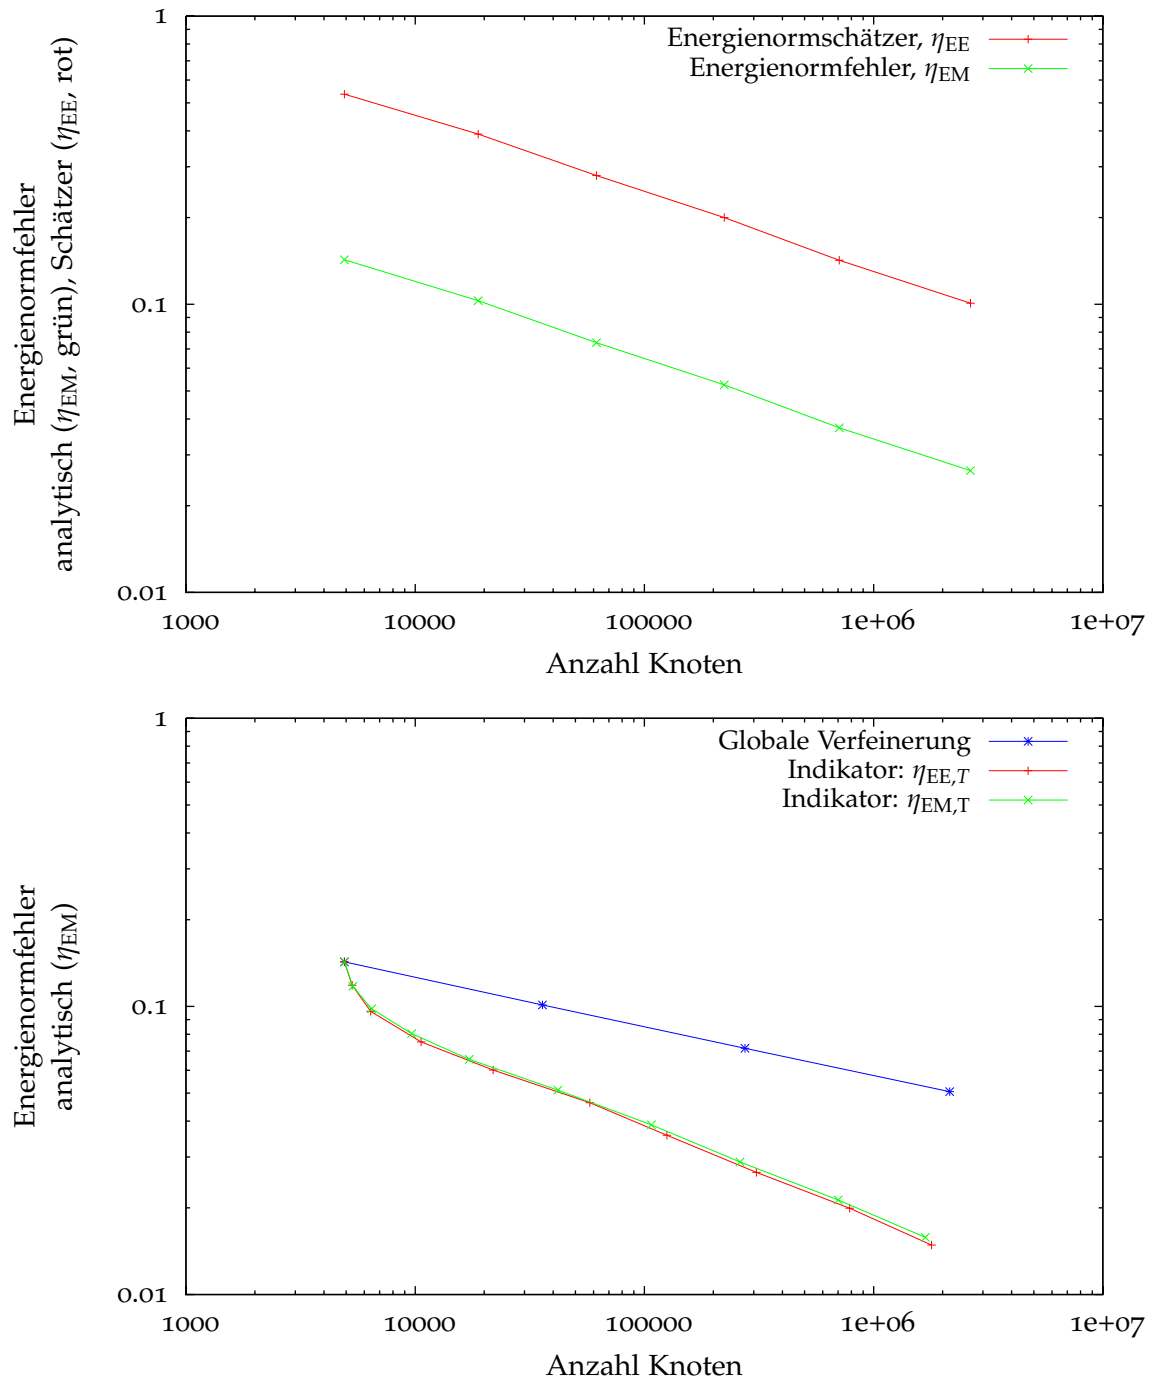 1
Energienormschätzer, ηEE
Energienormfehler, ηEM
0.1
0.01
Energienormfehler
analytisch (ηEM, grün), Schätzer (ηEE, rot)
1000 10000 100000 1e+06 1e+07
Anzahl Knoten
1
Globale Verfeinerung
Indikator: ηEE,T
Indikator: ηEM,T
0.1
0.01
Energienormfehler
analytisch (ηEM)
1000 10000 100000 1e+06 1e+07
Anzahl Knoten